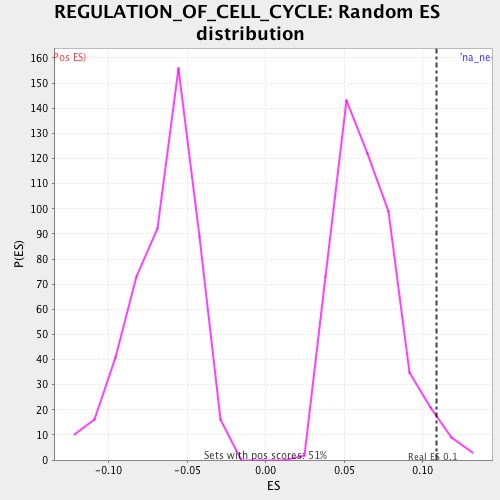 REGULATION_OF_CELL_CYCLE: Random ES
distribution
Pos ES)
'na_ne
160
150
140
130
120
110
100
90
80
70
60
50
40
30
20
10
0
P(ES)
Sets with pos scores: 51%
Real ES 0.1
-0.10
-0.05
0.00
0.05
0.10
ES